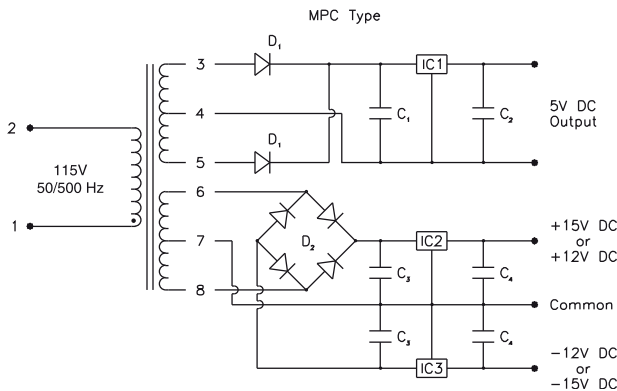 MPC Type
D₁
3
IC1
4
C₁
C₂
5V DC
Output
2
115V
50/500 Hz
1
D₁
5
6
D₂
7
IC2
+15V DC
or
+12V DC
C₃
C₄
8
Common
C₃
C₄
IC3
−12V DC
or
−15V DC